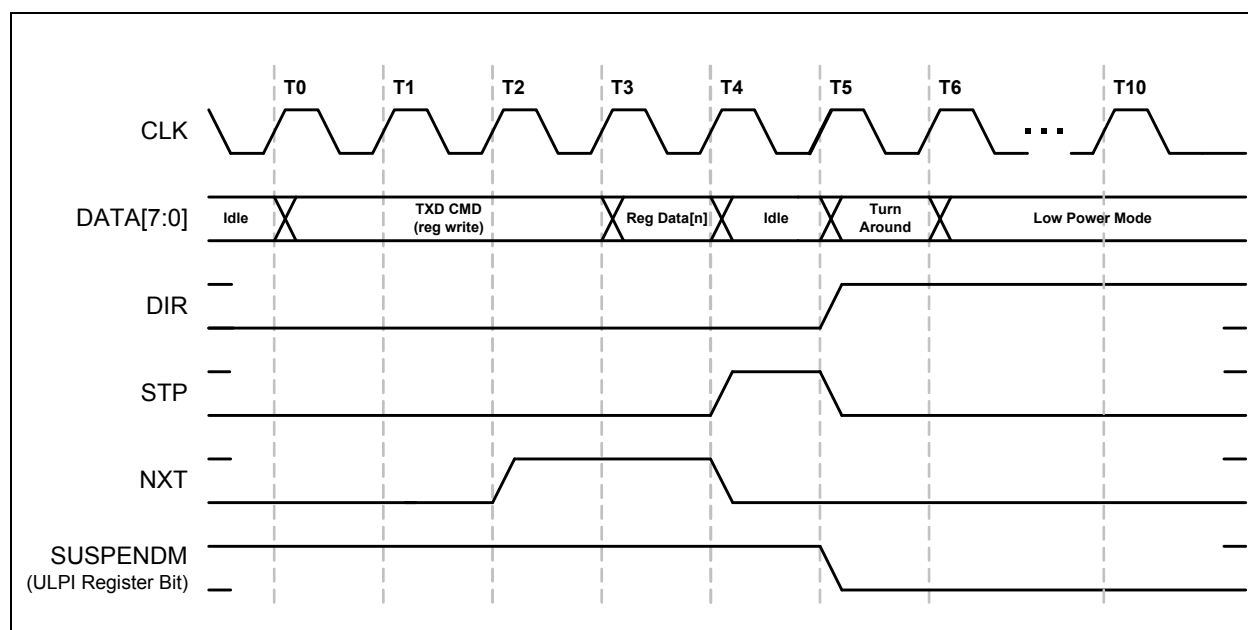 T0 T1 T2 T3 T4 T5 T6 T10
CLK
...
DATA[7:0]
Idle
TXD CMD
(reg write)
Reg Data[n]
Idle
Turn
Around
Low Power Mode
DIR
STP
NXT
SUSPENDM
(ULPI Register Bit)